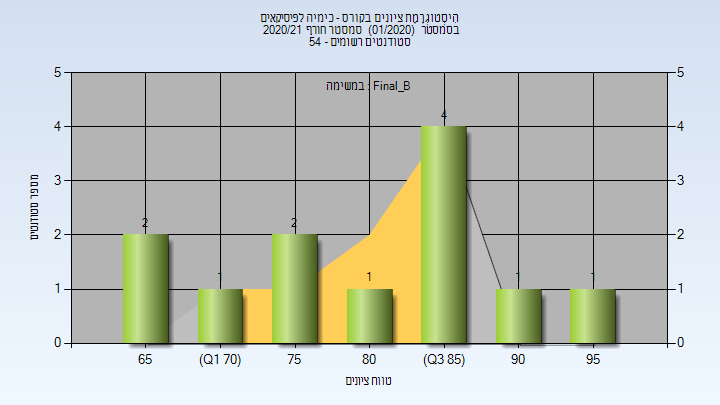 היסטוגרמת ציונים בקורס - כימיה לפיסיקאים
בסמסטר (01/2020) סמסטר חורף 2020/21
סטודנטים רשומים - 54
במשימה : Final_B
מספר סטודנטים
5 5
4 4
3 3
2 2
1 1
0 0
2 1 2 1 4 1 1
65 (Q1 70) 75 80 (Q3 85) 90 95
טווח ציונים